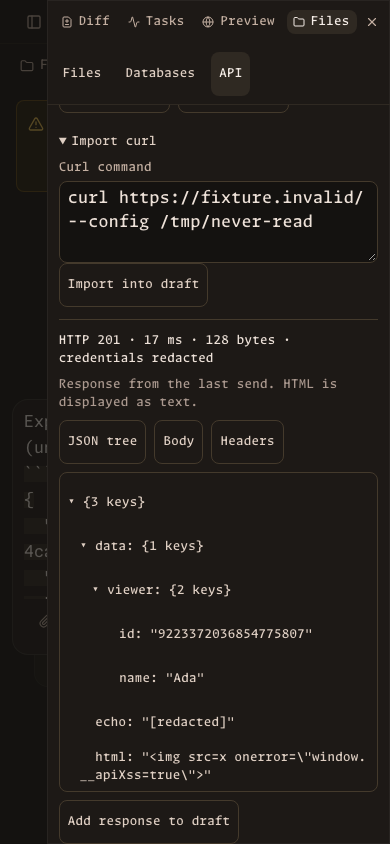 Diff Tasks Preview Files
Files Databases API
▼ Import curl
Curl command
curl https://fixture.invalid/
--config /tmp/never-read
Import into draft
HTTP 201 · 17 ms · 128 bytes ·
credentials redacted
Response from the last send. HTML is
displayed as text.
JSON tree Body Headers
▾ {3 keys}
▾ data: {1 keys}
▾ viewer: {2 keys}
id: "9223372036854775807"
name: "Ada"
echo: "[redacted]"
html: "<img src=x onerror=\"window.
__apiXss=true\">"
Add response to draft
F
Exp
(un
``
{
"
4ca
"